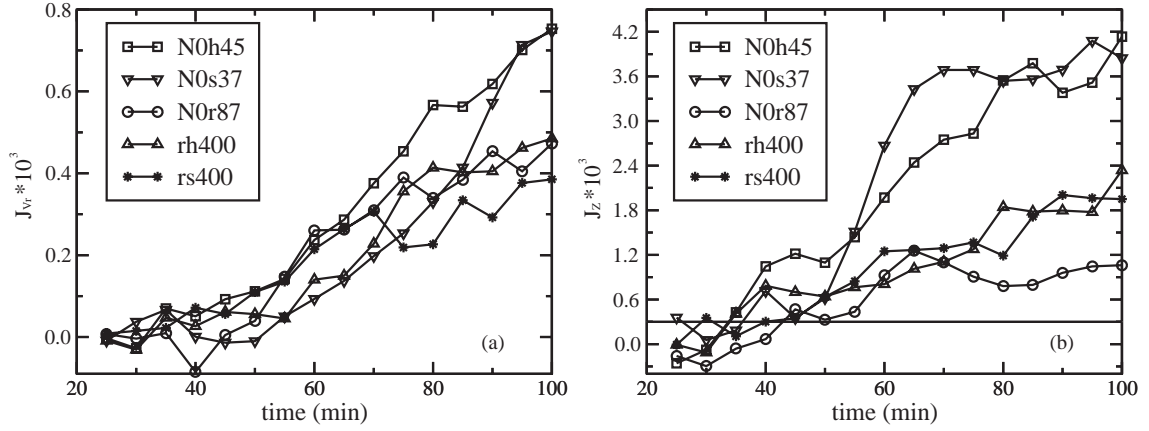 J_Vr*10^3
0.8
0.6
0.4
0.2
0.0
N0h45
N0s37
N0r87
rh400
rs400
(a)
20 40 60 80 100
time (min)
J_Z*10^3
4.2
3.6
3.0
2.4
1.8
1.2
0.6
0.0
N0h45
N0s37
N0r87
rh400
rs400
(b)
20 40 60 80 100
time (min)